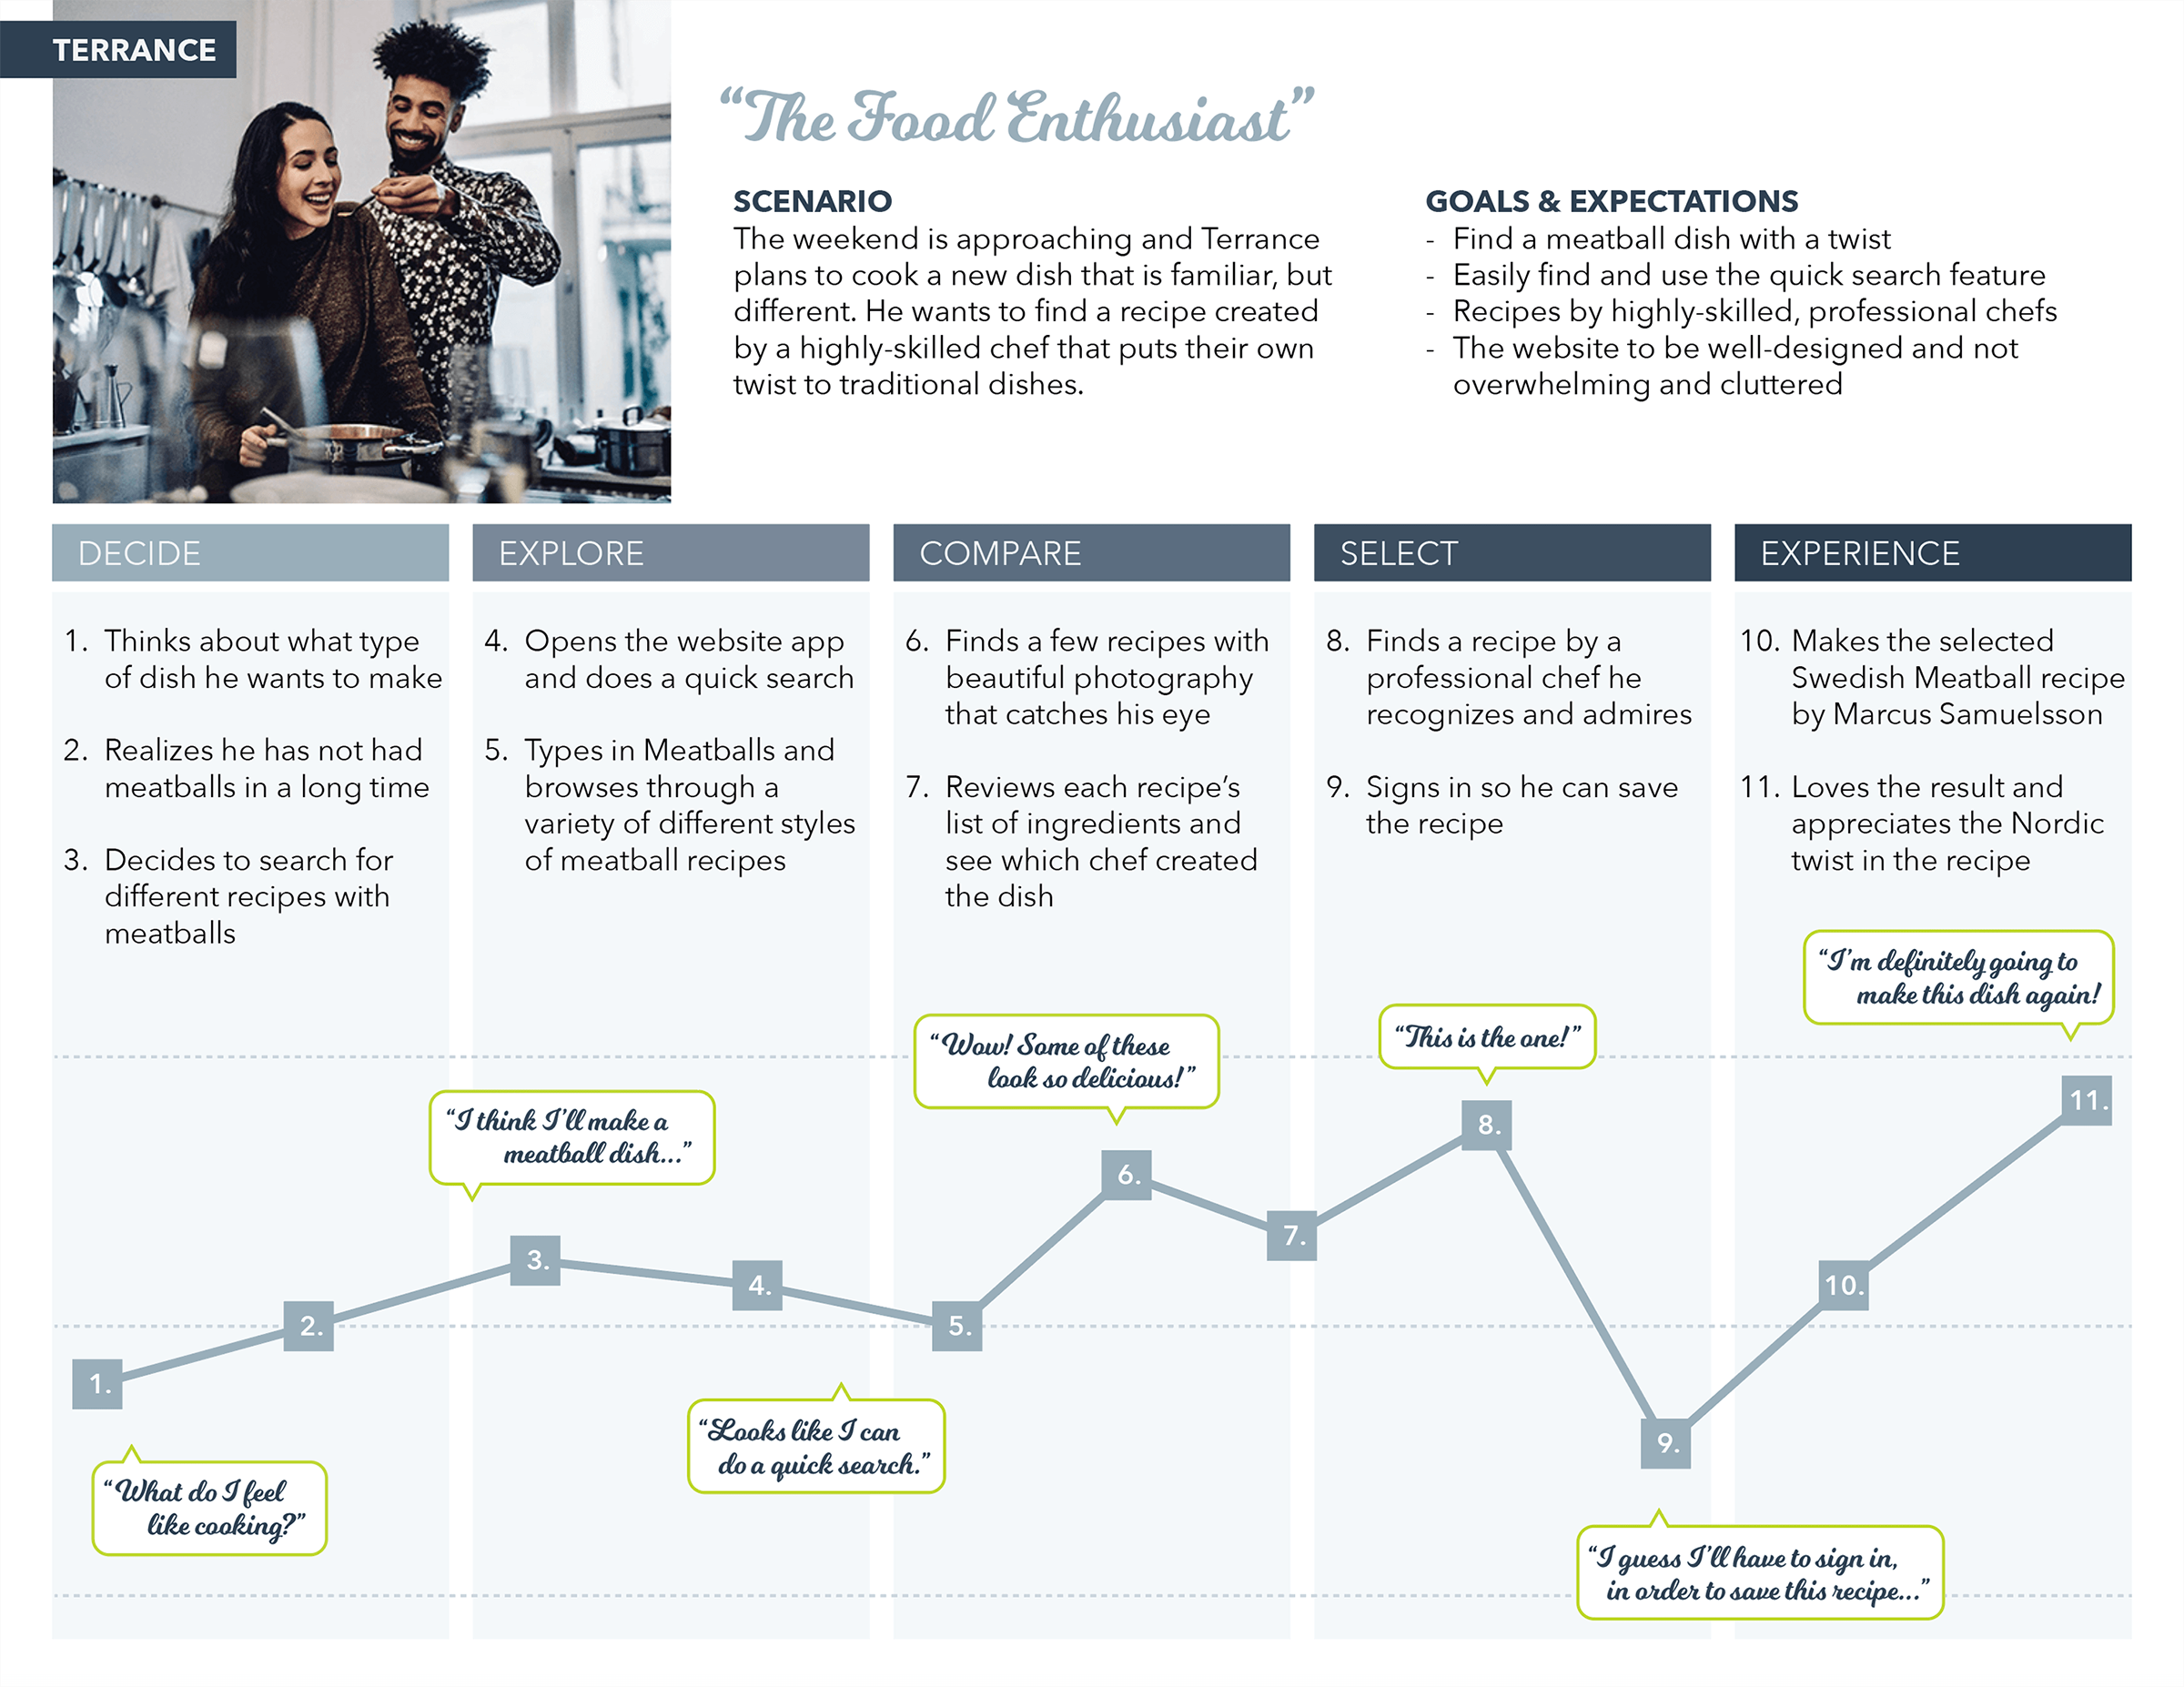 TERRANCE
“The Food Enthusiast”
SCENARIO
The weekend is approaching and Terrance
plans to cook a new dish that is familiar, but
different. He wants to find a recipe created
by a highly-skilled chef that puts their own
twist to traditional dishes.
GOALS & EXPECTATIONS
- Find a meatball dish with a twist
- Easily find and use the quick search feature
- Recipes by highly-skilled, professional chefs
- The website to be well-designed and not
overwhelming and cluttered
DECIDE
1. Thinks about what type
of dish he wants to make
2. Realizes he has not had
meatballs in a long time
3. Decides to search for
different recipes with
meatballs
EXPLORE
4. Opens the website app
and does a quick search
5. Types in Meatballs and
browses through a
variety of different styles
of meatball recipes
COMPARE
6. Finds a few recipes with
beautiful photography
that catches his eye
7. Reviews each recipe’s
list of ingredients and
see which chef created
the dish
SELECT
8. Finds a recipe by a
professional chef he
recognizes and admires
9. Signs in so he can save
the recipe
EXPERIENCE
10. Makes the selected
Swedish Meatball recipe
by Marcus Samuelsson
11. Loves the result and
appreciates the Nordic
twist in the recipe
“What do I feel
like cooking?”
“I think I’ll make a
meatball dish...”
“Looks like I can
do a quick search.”
“Wow! Some of these
look so delicious!”
“This is the one!”
“I guess I’ll have to sign in,
in order to save this recipe...”
“I’m definitely going to
make this dish again!
1.
2.
3.
4.
5.
6.
7.
8.
9.
10.
11.